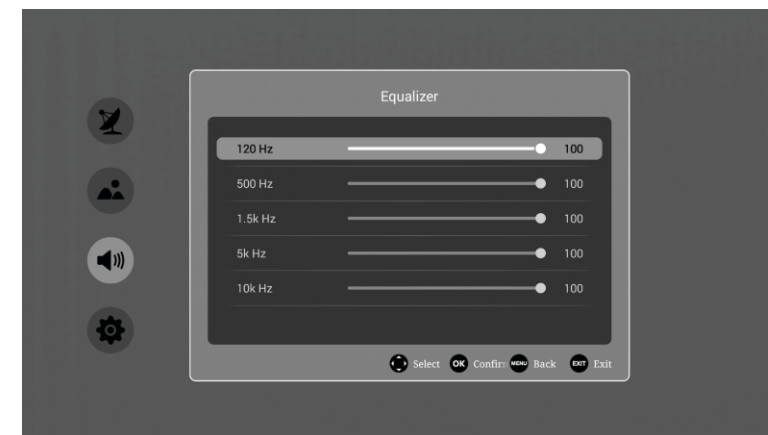 Equalizer
120 Hz 100
500 Hz 100
1.5k Hz 100
5k Hz 100
10k Hz 100
Select OK Confir MENU Back EXIT Exit